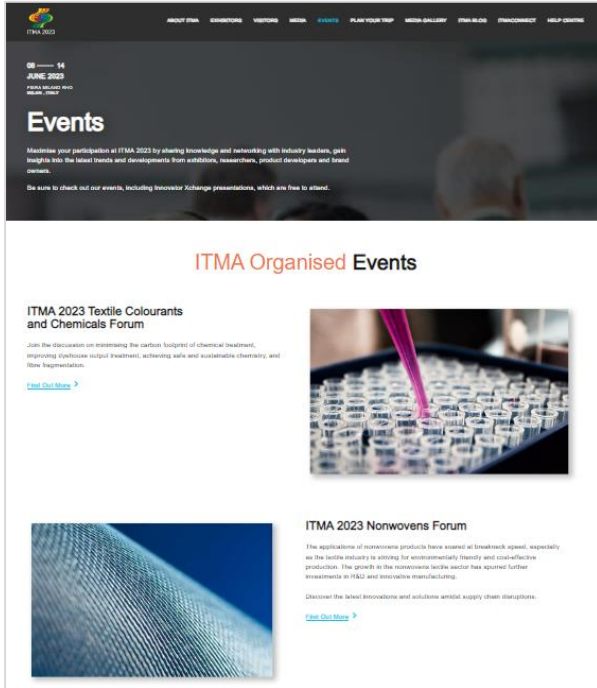 ITMA 2023
ABOUT ITMA EXHIBITORS VISITORS MEDIA EVENTS PLAN YOUR TRIP MEDIA GALLERY ITMA BLOG ITMACONNECT HELP CENTRE
08 —— 14
JUNE 2023
FIERA MILANO RHO
MILAN, ITALY
Events
Maximise your participation at ITMA 2023 by sharing knowledge and networking with industry leaders, gain
insights into the latest trends and developments from exhibitors, researchers, product developers and brand
owners.
Be sure to check out our events, including Innovator Xchange presentations, which are free to attend.
ITMA Organised Events
ITMA 2023 Textile Colourants
and Chemicals Forum
Join the discussion on minimising the carbon footprint of chemical treatment,
improving dyehouse output treatment, achieving safe and sustainable chemistry, and
fibre fragmentation.
Find Out More >
ITMA 2023 Nonwovens Forum
The applications of nonwovens products have soared at breakneck speed, especially
as the textile industry is striving for environmentally friendly and cost-effective
production. The growth in the nonwovens textile sector has spurred further
investments in R&D and innovative manufacturing.
Discover the latest innovations and solutions amidst supply chain disruptions.
Find Out More >